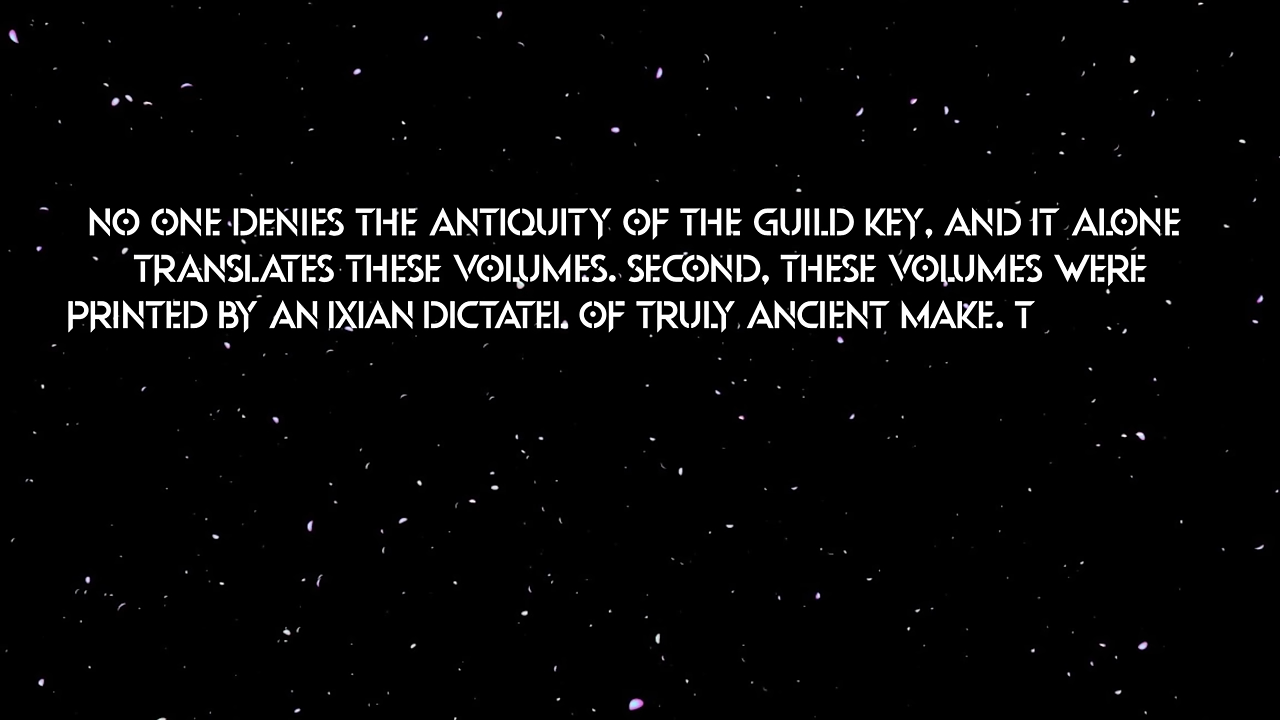 NO ONE DENIES THE ANTIQUITY OF THE GUILD KEY, AND IT ALONE
TRANSLATES THESE VOLUMES. SECOND, THESE VOLUMES WERE
PRINTED BY AN IXIAN DICTATEL OF TRULY ANCIENT MAKE. T